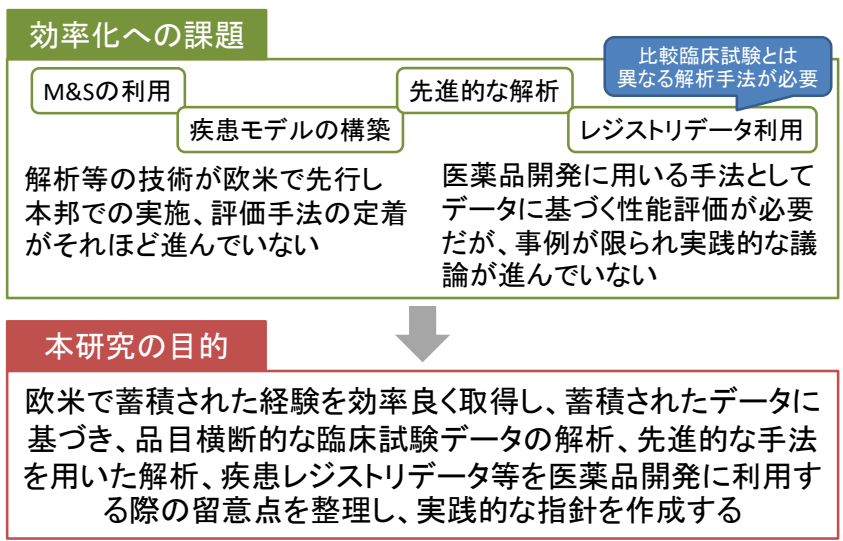 効率化への課題
比較臨床試験とは
異なる解析手法が必要
M&Sの利用
先進的な解析
疾患モデルの構築
レジストリデータ利用
解析等の技術が欧米で先行し
本邦での実施、評価手法の定着
がそれほど進んでいない
医薬品開発に用いる手法として
データに基づく性能評価が必要
だが、事例が限られ実践的な議
論が進んでいない
本研究の目的
欧米で蓄積された経験を効率良く取得し、蓄積されたデータに
基づき、品目横断的な臨床試験データの解析、先進的な手法
を用いた解析、疾患レジストリデータ等を医薬品開発に利用す
る際の留意点を整理し、実践的な指針を作成する